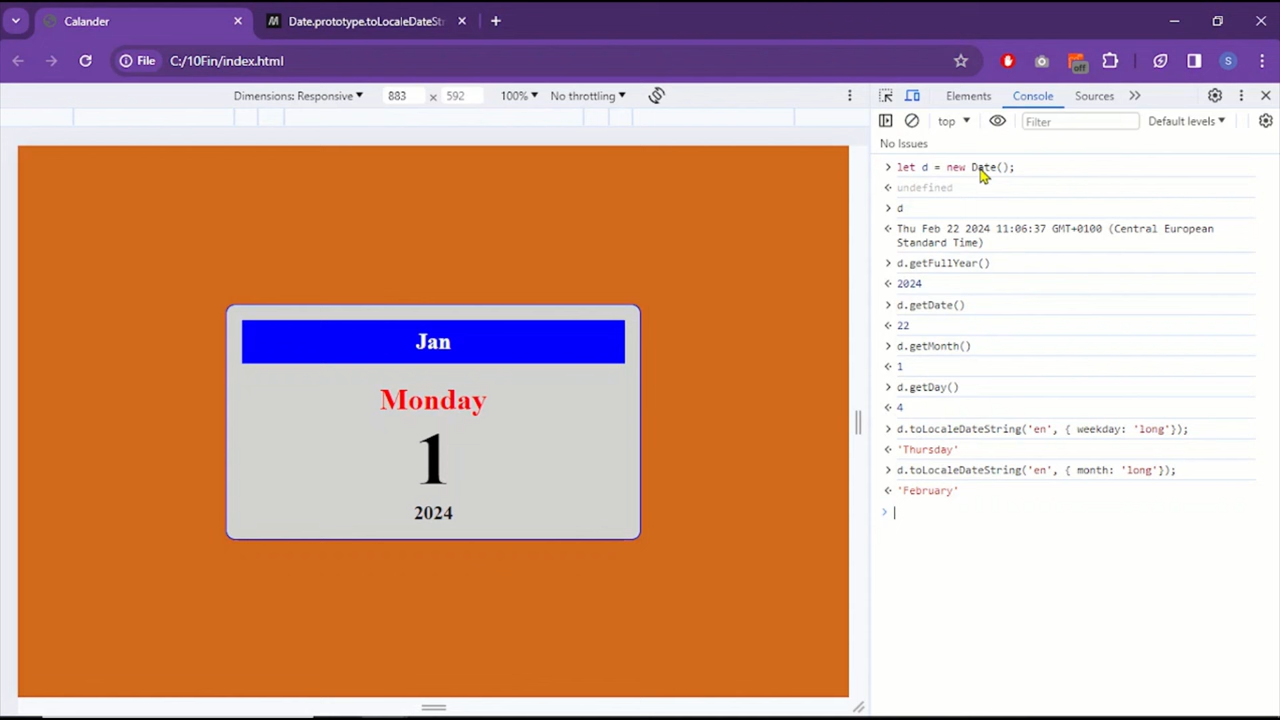 Calander
Date.prototype.toLocaleDateStr
File
C:/10Fin/index.html
off
S
Dimensions: Responsive
883 x 592
100%
No throttling
Elements
Console
Sources
top
Filter
Default levels
No Issues
let d = new Date();
undefined
d
Thu Feb 22 2024 11:06:37 GMT+0100 (Central European
Standard Time)
d.getFullYear()
2024
d.getDate()
22
d.getMonth()
1
d.getDay()
4
d.toLocaleDateString('en', { weekday: 'long'});
'Thursday'
d.toLocaleDateString('en', { month: 'long'});
'February'
Jan
Monday
1
2024